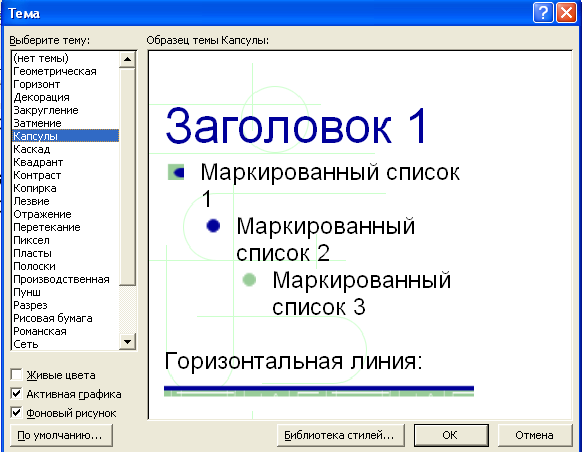 Тема
Выберите тему:
Образец темы Капсулы:
(нет темы)
Геометрическая
Горизонт
Декорация
Закругление
Затмение
Капсулы
Каскад
Квадрант
Контраст
Копирка
Лезвие
Отражение
Перетекание
Пиксел
Пласты
Полоски
Производственная
Пунш
Разрез
Рисовая бумага
Романская
Сеть
Заголовок 1
Маркированный список
1
Маркированный
список 2
Маркированный
список 3
Горизонтальная линия:
Живые цвета
Активная графика
Фоновый рисунок
По умолчанию...
Библиотека стилей...
ОК
Отмена